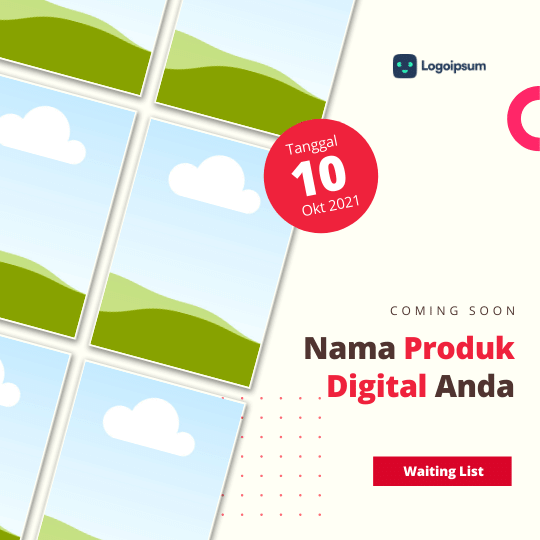 Logoipsum
Tanggal
10
Okt 2021
COMING SOON
Nama Produk
Digital Anda
Waiting List